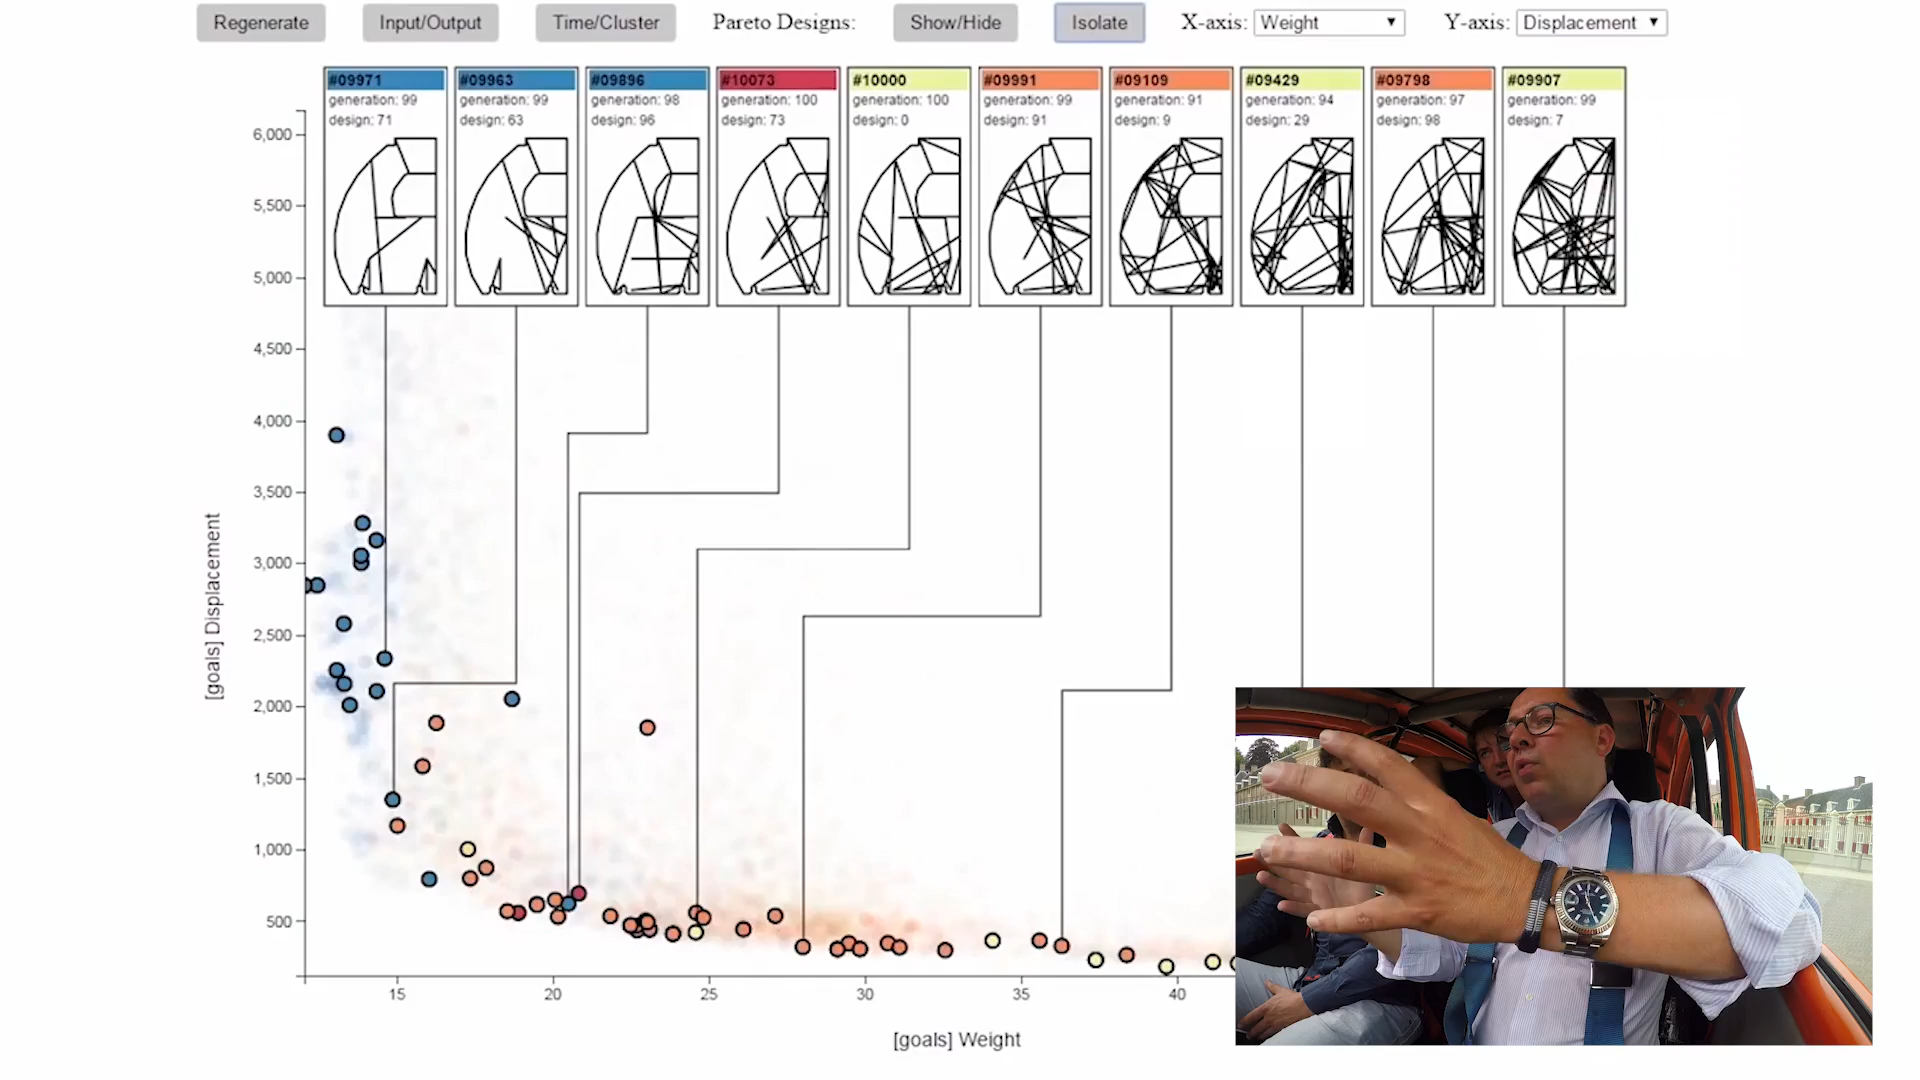 Regenerate Input/Output Time/Cluster Pareto Designs: Show/Hide Isolate X-axis: Weight Y-axis: Displacement
#09971 #09963 #09896 #10073 #10000 #09991 #09109 #09429 #09798 #09907
generation: 99 generation: 99 generation: 98 generation: 100 generation: 100 generation: 99 generation: 91 generation: 94 generation: 97 generation: 99
design: 71 design: 63 design: 96 design: 73 design: 0 design: 91 design: 9 design: 29 design: 98 design: 7
6,000
5,500
5,000
4,500
4,000
3,500
3,000
2,500
2,000
1,500
1,000
500
[goals] Displacement
15 20 25 30 35 40
[goals] Weight